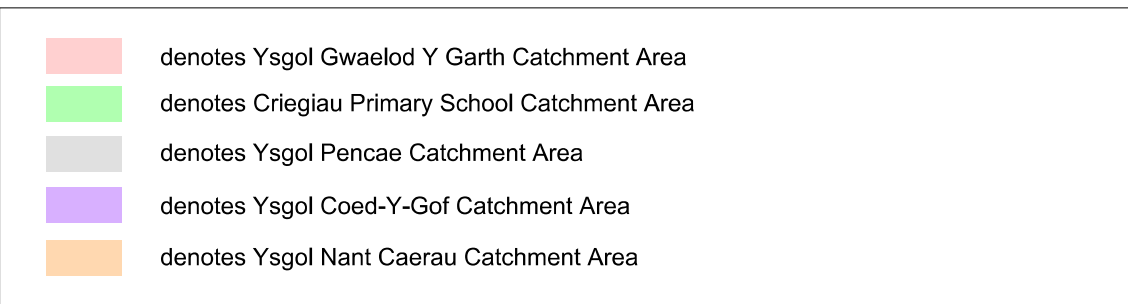 denotes Ysgol Gwaelod Y Garth Catchment Area
denotes Criegiau Primary School Catchment Area
denotes Ysgol Pencae Catchment Area
denotes Ysgol Coed-Y-Gof Catchment Area
denotes Ysgol Nant Caerau Catchment Area